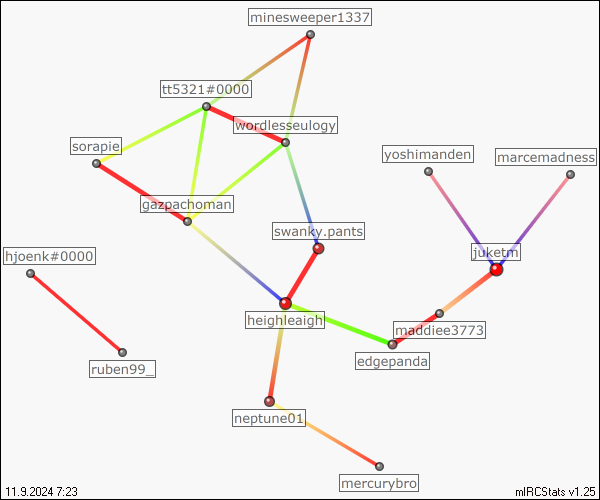 minesweeper1337
tt5321#0000
wordlesseulogy
sorapie
yoshimanden
marcemadness
gazpachoman
swanky.pants
hjoenk#0000
juketm
heighleaigh
maddiee3773
edgepanda
ruben99_
neptune01
mercurybro
11.9.2024 7:23
mIRCStats v1.25